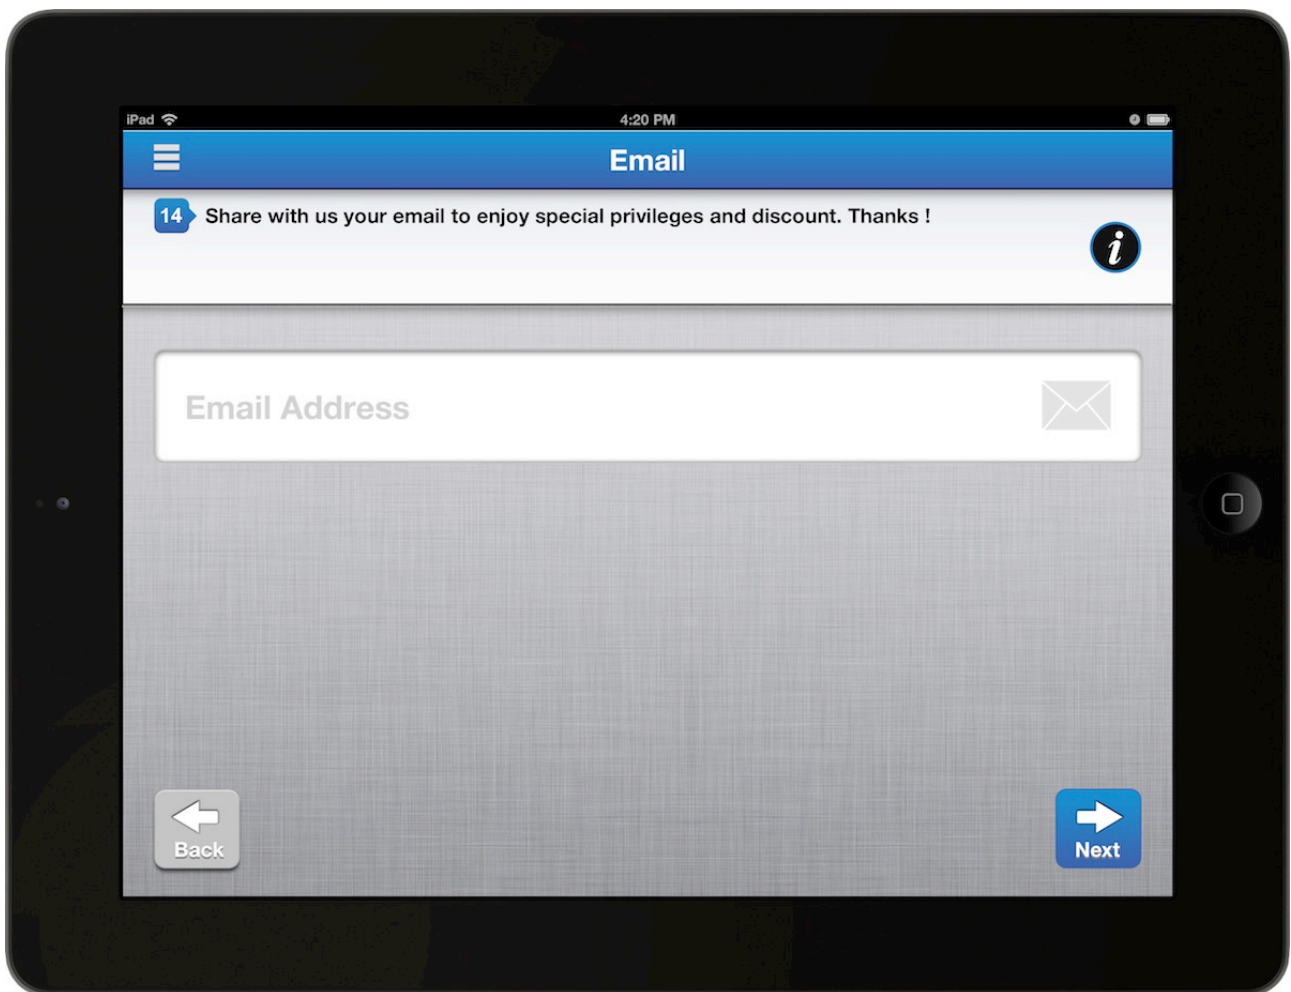 iPad
4:20 PM
Email
14 Share with us your email to enjoy special privileges and discount. Thanks !
i
Email Address
Back
Next